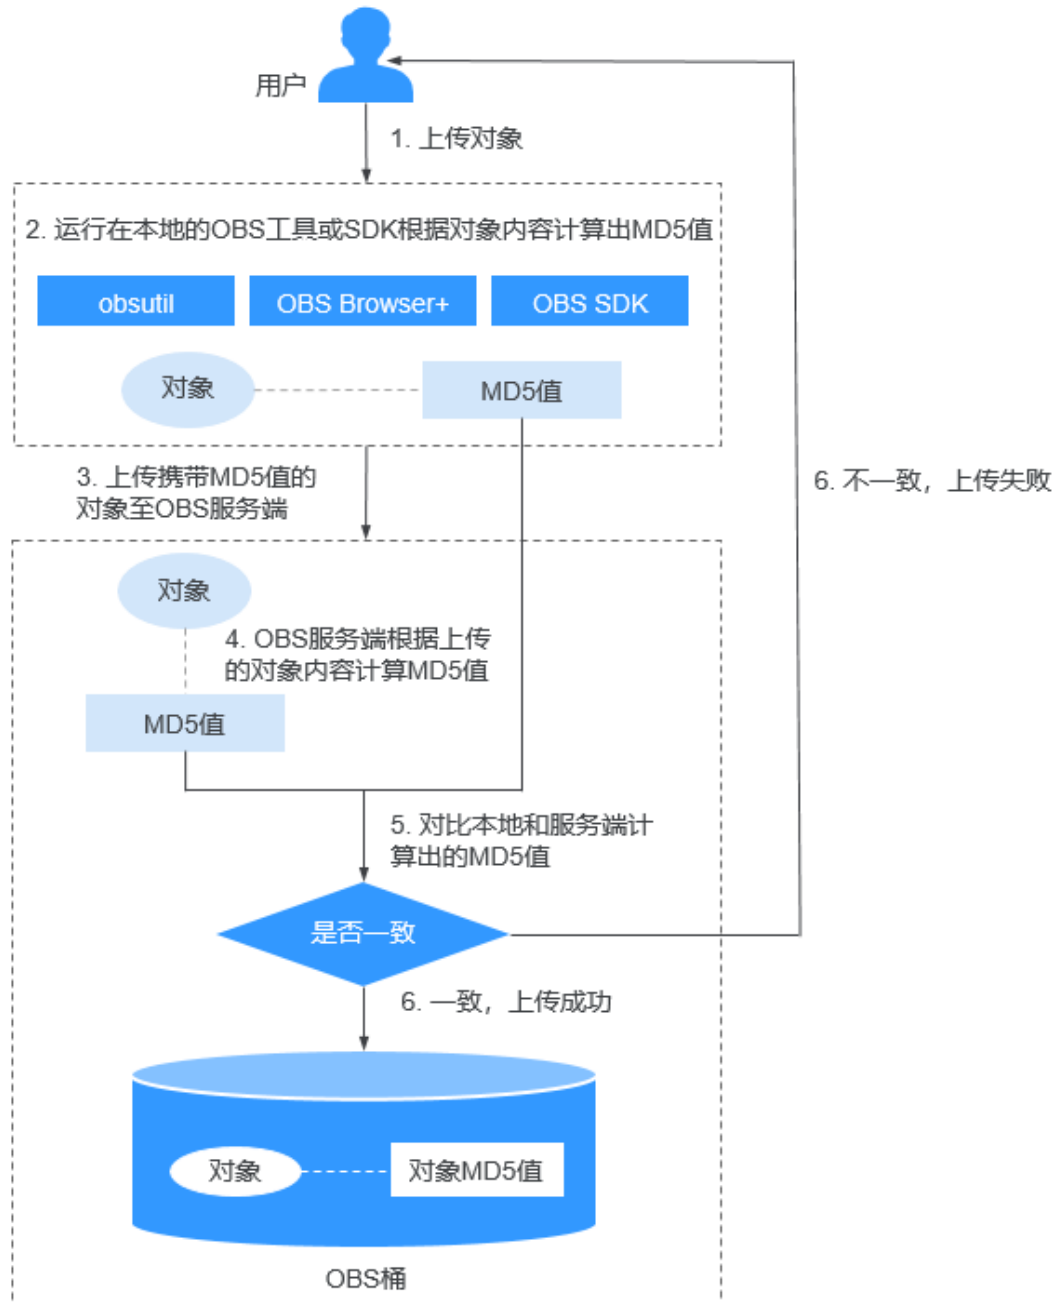 用户
1. 上传对象
2. 运行在本地的OBS工具或SDK根据对象内容计算出MD5值
obsutil
OBS Browser+
OBS SDK
对象
MD5值
3. 上传携带MD5值的
对象至OBS服务端
6. 不一致，上传失败
对象
4. OBS服务端根据上传
的对象内容计算MD5值
MD5值
5. 对比本地和服务端计
算出的MD5值
是否一致
6. 一致，上传成功
对象
对象MD5值
OBS桶